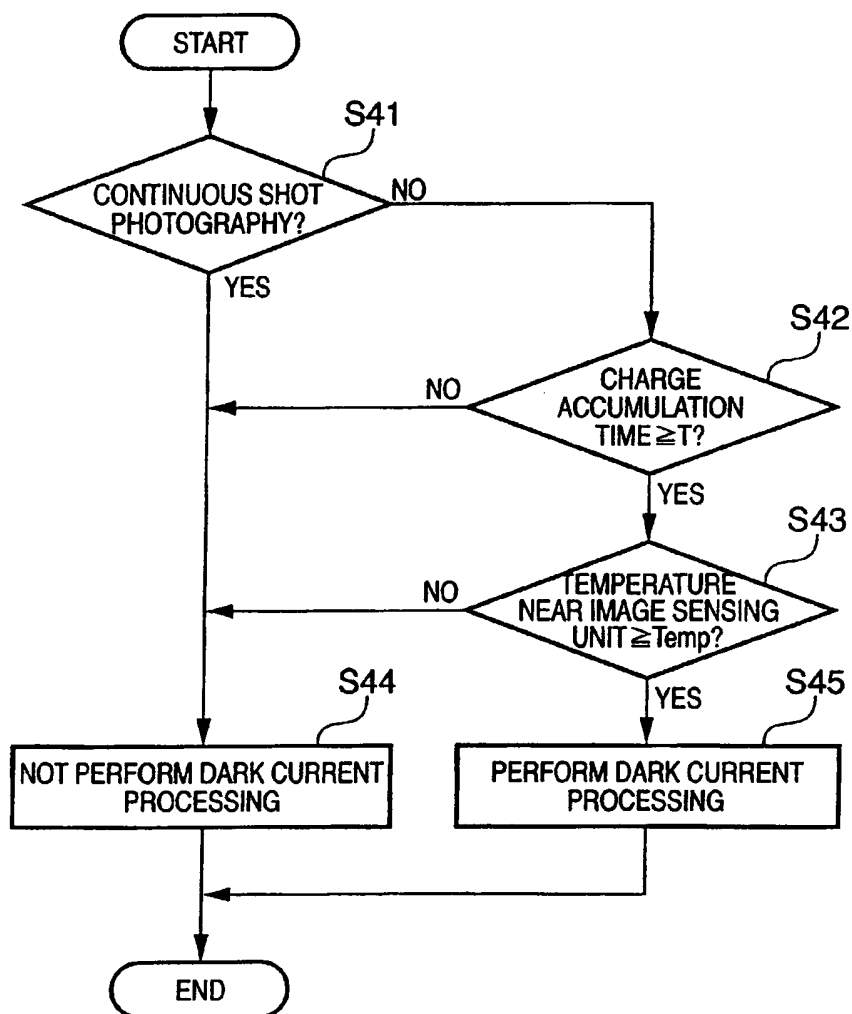 START
S41
CONTINUOUS SHOT
PHOTOGRAPHY?
NO
YES
S42
CHARGE
ACCUMULATION
TIME≧T?
NO
YES
S43
TEMPERATURE
NEAR IMAGE SENSING
UNIT≧Temp?
NO
YES
S44
NOT PERFORM DARK CURRENT
PROCESSING
S45
PERFORM DARK CURRENT
PROCESSING
END